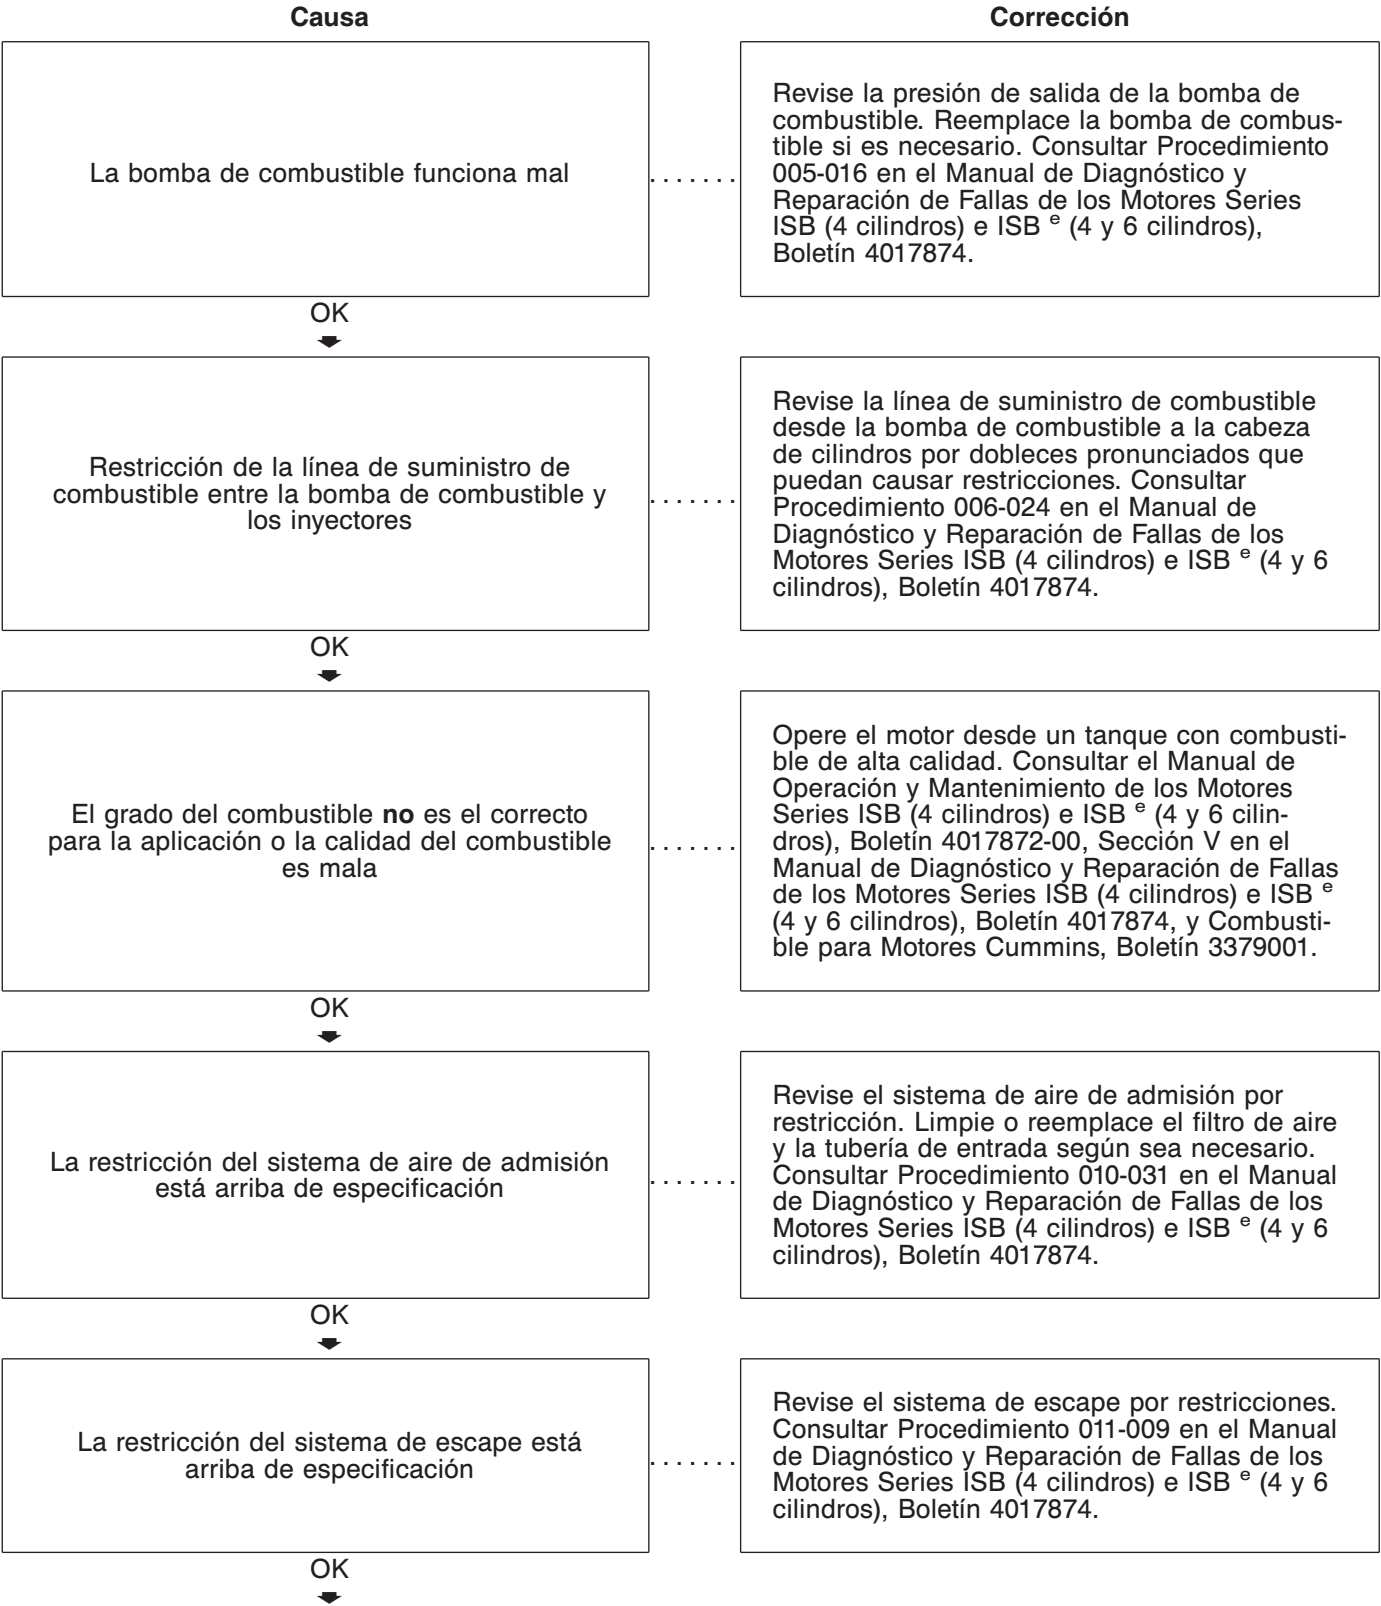 Causa
Corrección
La bomba de combustible funciona mal
.......
Revise la presión de salida de la bomba de
combustible. Reemplace la bomba de combus-
tible si es necesario. Consultar Procedimiento
005-016 en el Manual de Diagnóstico y
Reparación de Fallas de los Motores Series
ISB (4 cilindros) e ISB e (4 y 6 cilindros),
Boletín 4017874.
OK
Restricción de la línea de suministro de
combustible entre la bomba de combustible y
los inyectores
.......
Revise la línea de suministro de combustible
desde la bomba de combustible a la cabeza
de cilindros por dobleces pronunciados que
puedan causar restricciones. Consultar
Procedimiento 006-024 en el Manual de
Diagnóstico y Reparación de Fallas de los
Motores Series ISB (4 cilindros) e ISB e (4 y 6
cilindros), Boletín 4017874.
OK
El grado del combustible no es el correcto
para la aplicación o la calidad del combustible
es mala
.......
Opere el motor desde un tanque con combusti-
ble de alta calidad. Consultar el Manual de
Operación y Mantenimiento de los Motores
Series ISB (4 cilindros) e ISB e (4 y 6 cilin-
dros), Boletín 4017872-00, Sección V en el
Manual de Diagnóstico y Reparación de Fallas
de los Motores Series ISB (4 cilindros) e ISB e
(4 y 6 cilindros), Boletín 4017874, y Combusti-
ble para Motores Cummins, Boletín 3379001.
OK
La restricción del sistema de aire de admisión
está arriba de especificación
.......
Revise el sistema de aire de admisión por
restricción. Limpie o reemplace el filtro de aire
y la tubería de entrada según sea necesario.
Consultar Procedimiento 010-031 en el Manual
de Diagnóstico y Reparación de Fallas de los
Motores Series ISB (4 cilindros) e ISB e (4 y 6
cilindros), Boletín 4017874.
OK
La restricción del sistema de escape está
arriba de especificación
.......
Revise el sistema de escape por restricciones.
Consultar Procedimiento 011-009 en el Manual
de Diagnóstico y Reparación de Fallas de los
Motores Series ISB (4 cilindros) e ISB e (4 y 6
cilindros), Boletín 4017874.
OK